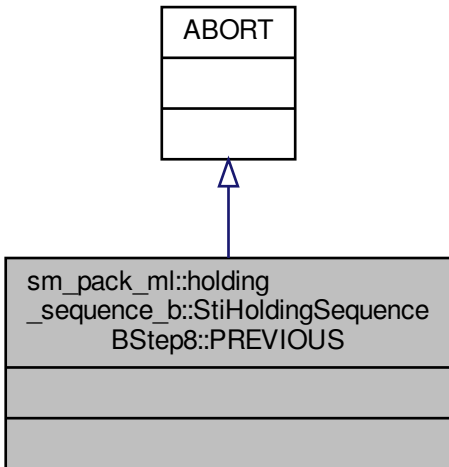 ABORT
sm_pack_ml::holding
_sequence_b::StiHoldingSequence
BStep8::PREVIOUS